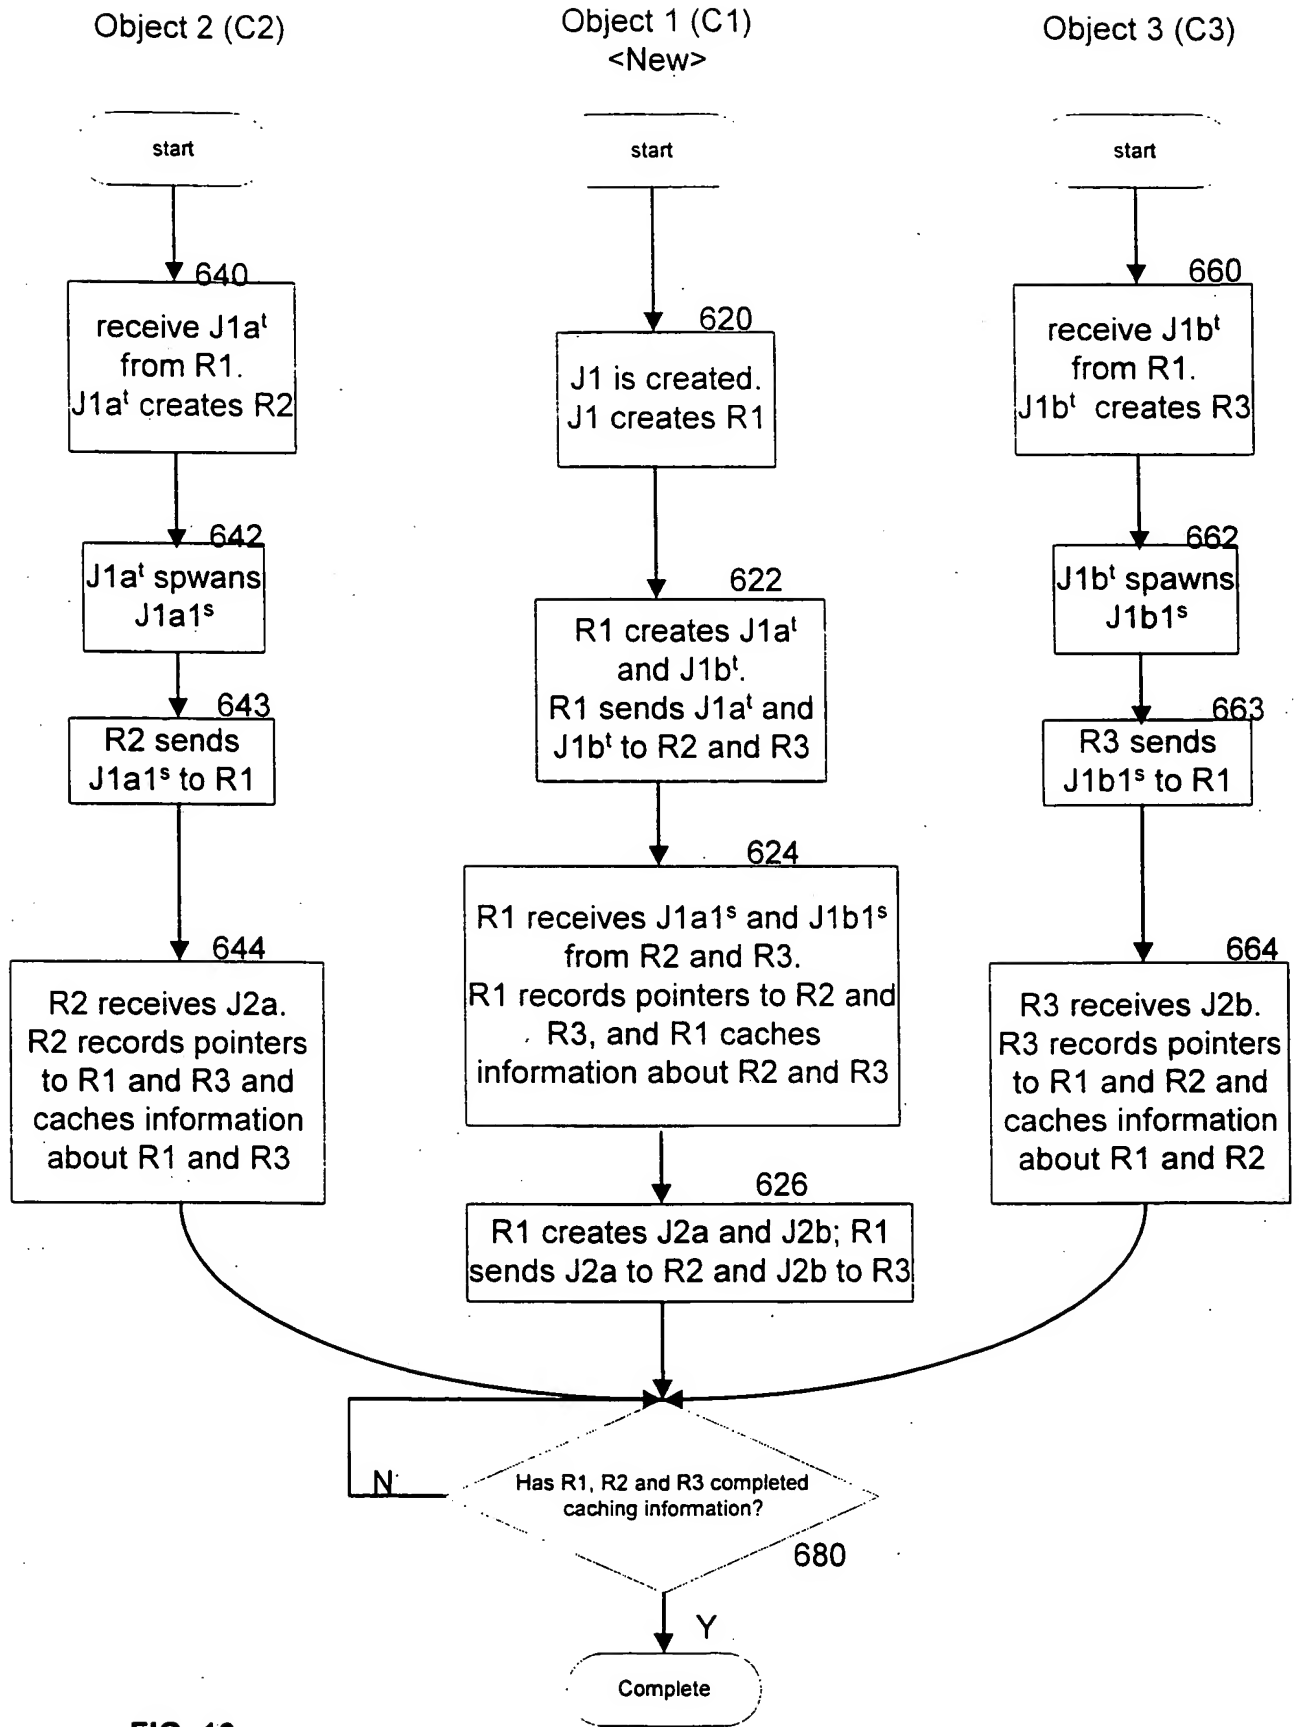 Object 2 (C2)
Object 1 (C1)
<New>
Object 3 (C3)
start
start
start
640
receive J1aᵗ
from R1.
J1aᵗ creates R2
642
J1aᵗ spwans
J1a1ˢ
643
R2 sends
J1a1ˢ to R1
644
R2 receives J2a.
R2 records pointers
to R1 and R3 and
caches information
about R1 and R3
620
J1 is created.
J1 creates R1
622
R1 creates J1aᵗ
and J1bᵗ.
R1 sends J1aᵗ and
J1bᵗ to R2 and R3
624
R1 receives J1a1ˢ and J1b1ˢ
from R2 and R3.
R1 records pointers to R2 and
R3, and R1 caches
information about R2 and R3
626
R1 creates J2a and J2b; R1
sends J2a to R2 and J2b to R3
660
receive J1bᵗ
from R1.
J1bᵗ creates R3
662
J1bᵗ spawns
J1b1ˢ
663
R3 sends
J1b1ˢ to R1
664
R3 receives J2b.
R3 records pointers
to R1 and R2 and
caches information
about R1 and R2
N
Has R1, R2 and R3 completed
caching information?
680
Y
Complete